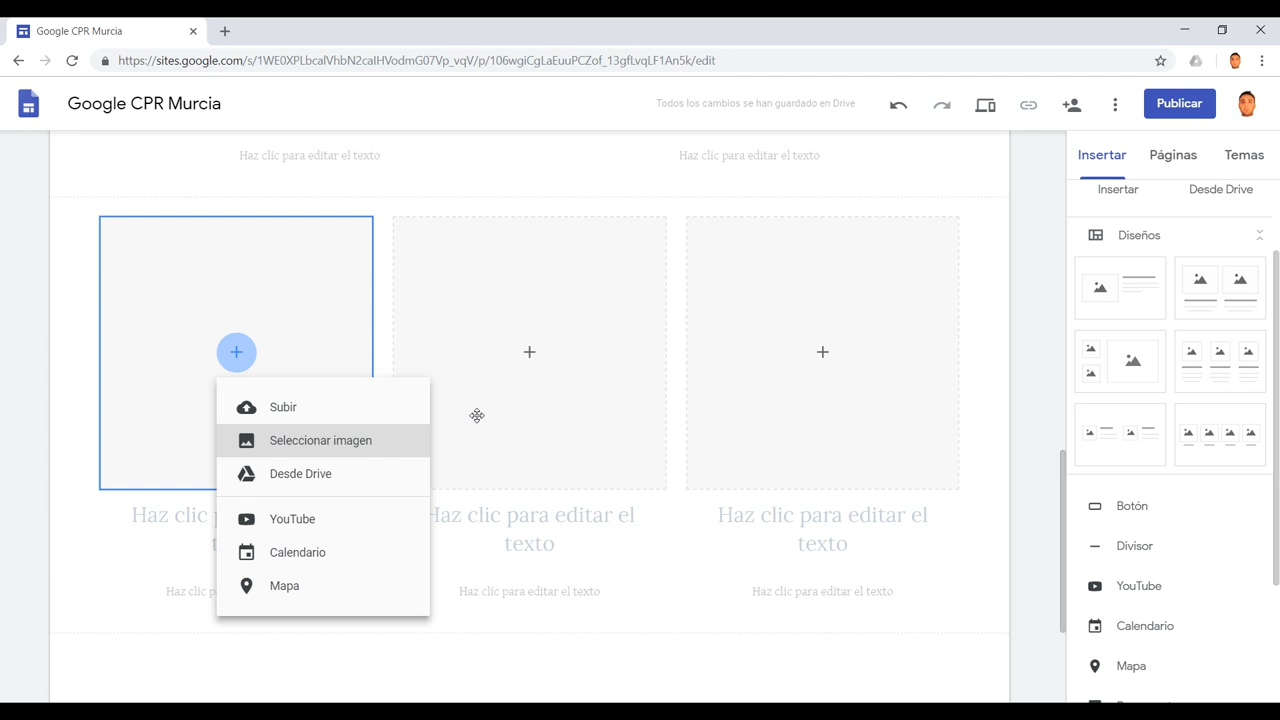 Google CPR Murcia
https://sites.google.com/s/1WE0XPLbcalVhbN2caIHVodmG07Vp_vqV/p/106wgiCgLaEuuPCZof_13gfLvqLF1An5k/edit
Google CPR Murcia
Todos los cambios se han guardado en Drive
Publicar
Insertar Páginas Temas
Insertar Desde Drive
Diseños
Botón
Divisor
YouTube
Calendario
Mapa
Haz clic para editar el texto
Haz clic para editar el texto
Subir
Seleccionar imagen
Desde Drive
YouTube
Calendario
Mapa
Haz clic
Haz clic
Haz clic para editar el
texto
Haz clic para editar el texto
Haz clic para editar el
texto
Haz clic para editar el texto